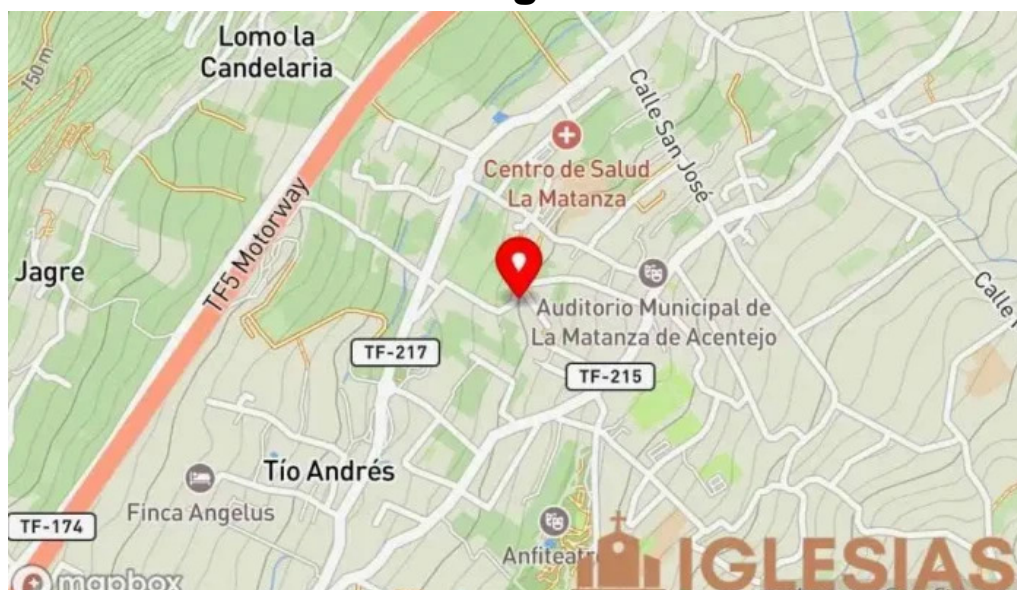 Lomo la
Candelaria
150 m
Calle San José
Centro de Salud
La Matanza
TF5 Motorway
Jagre
Auditorio Municipal de
La Matanza de Acentejo
Calle
TF-217
TF-215
Tío Andrés
Finca Angelus
TF-174
Anfiteatr
IGLESIAS
mapbox